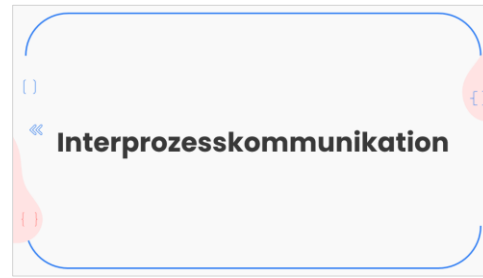 [ ]
{ }
«
Interprozesskommunikation
{ }